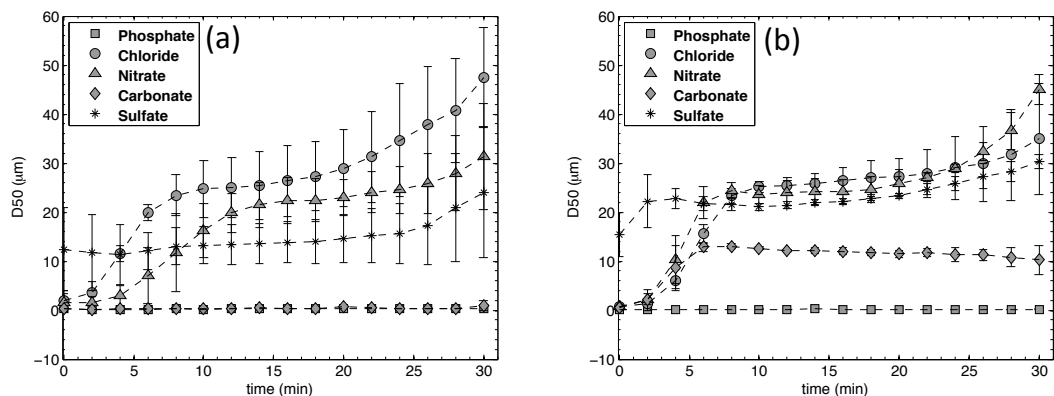 (a)
60
50
40
30
20
10
0
−10
D50 (µm)
Phosphate
Chloride
Nitrate
Carbonate
Sulfate
0 5 10 15 20 25 30
time (min)
(b)
60
50
40
30
20
10
0
−10
D50 (µm)
Phosphate
Chloride
Nitrate
Carbonate
Sulfate
0 5 10 15 20 25 30
time (min)